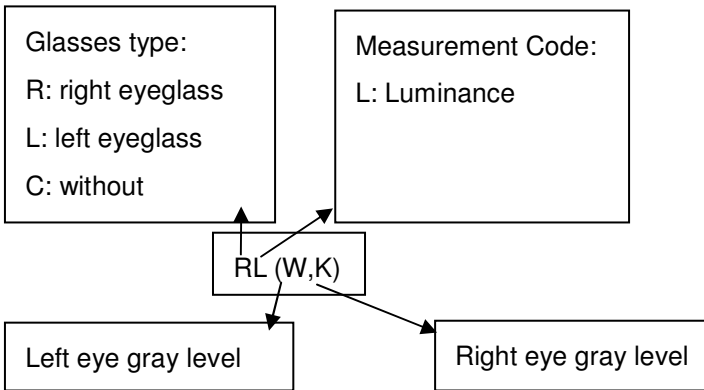 Glasses type:
R: right eyeglass
L: left eyeglass
C: without
Measurement Code:
L: Luminance
RL (W,K)
Left eye gray level
Right eye gray level